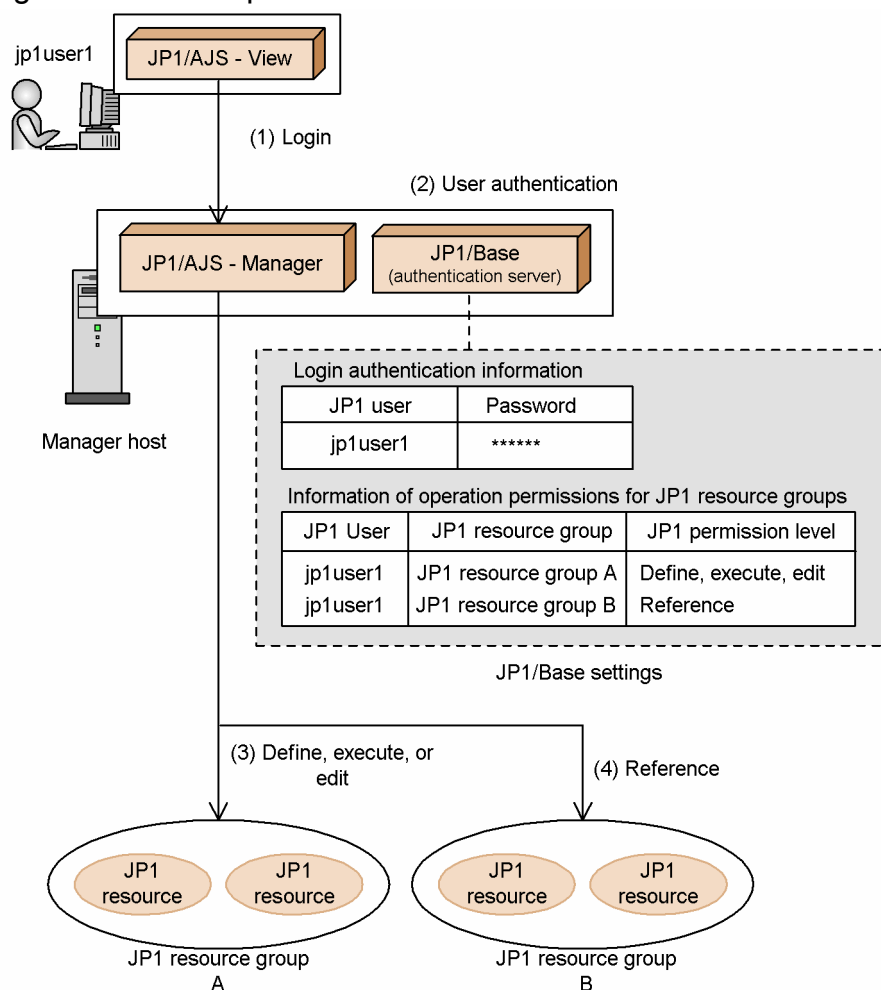 jp1user1
JP1/AJS - View
(1) Login
(2) User authentication
JP1/AJS - Manager
JP1/Base
(authentication server)
Manager host
Login authentication information
JP1 user Password
jp1user1 ******
Information of operation permissions for JP1 resource groups
JP1 User JP1 resource group JP1 permission level
jp1user1 JP1 resource group A Define, execute, edit
jp1user1 JP1 resource group B Reference
JP1/Base settings
(3) Define, execute, or
edit
(4) Reference
JP1
resource
JP1
resource
JP1 resource group
A
JP1
resource
JP1
resource
JP1 resource group
B